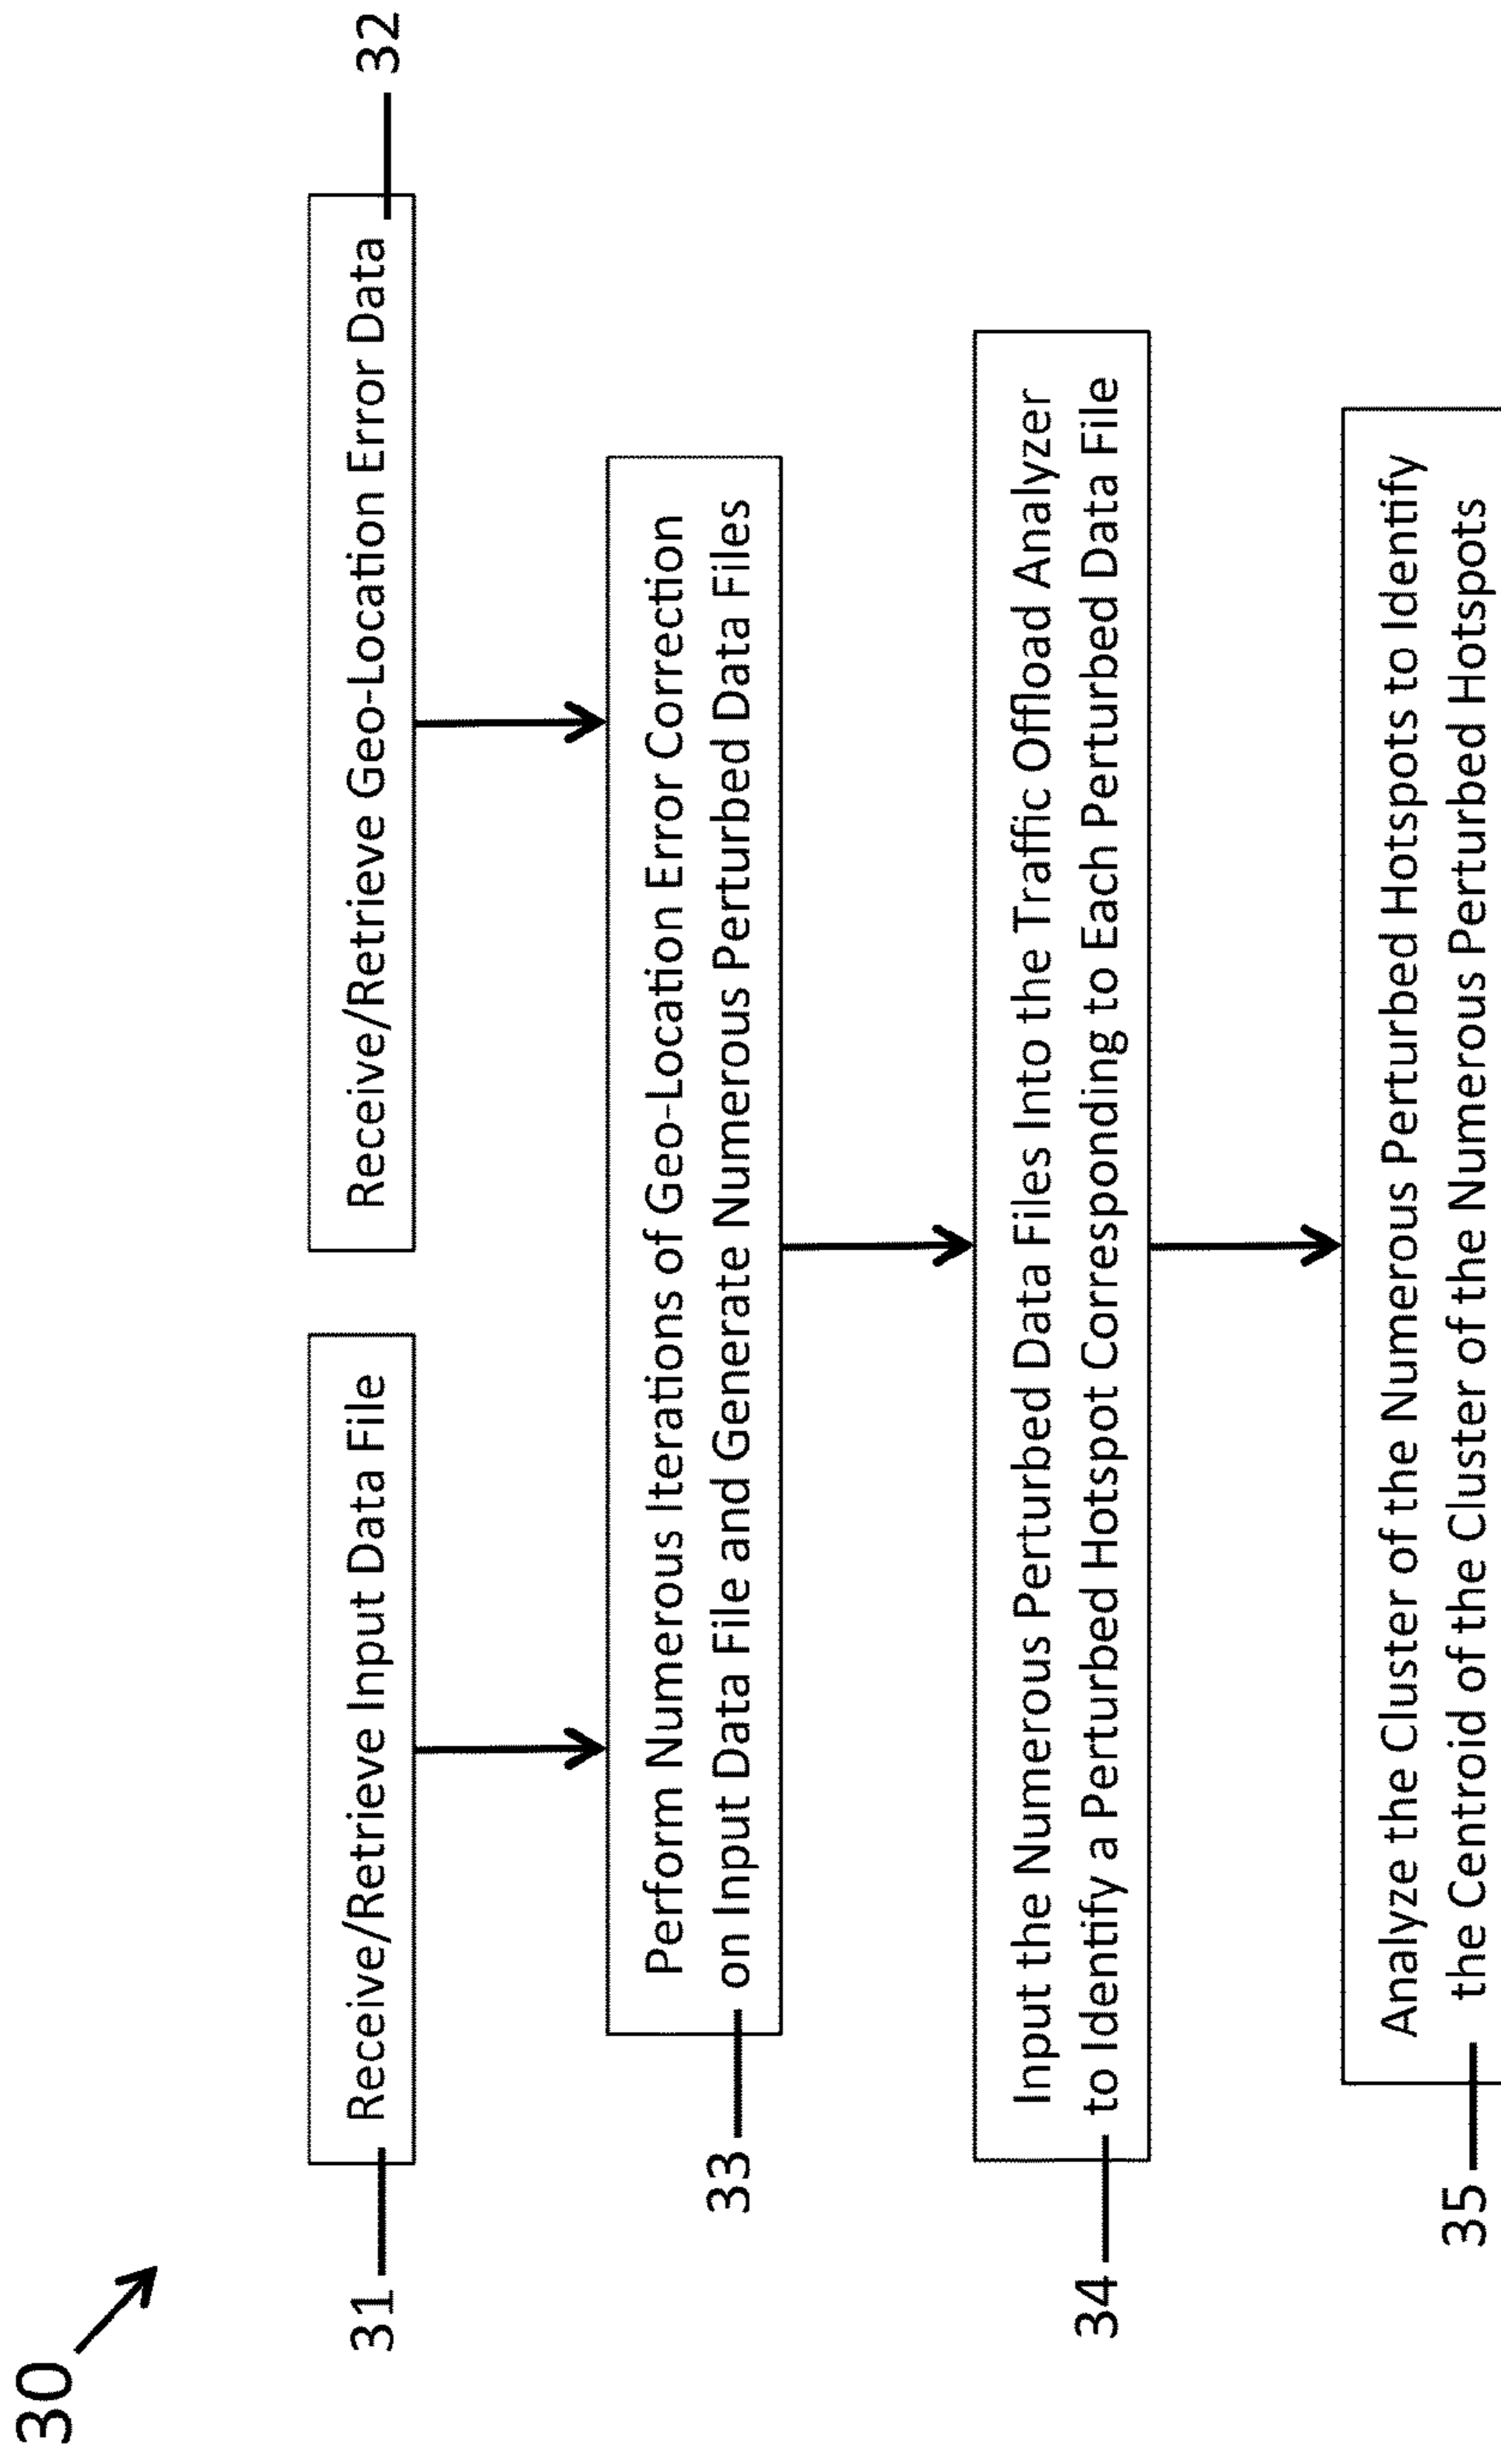 30
31
Receive/Retrieve Input Data File
Receive/Retrieve Geo-Location Error Data
32
Perform Numerous Iterations of Geo-Location Error Correction
33
on Input Data File and Generate Numerous Perturbed Data Files
Input the Numerous Perturbed Data Files Into the Traffic Offload Analyzer
34
to Identify a Perturbed Hotspot Corresponding to Each Perturbed Data File
Analyze the Cluster of the Numerous Perturbed Hotspots to Identify
35
the Centroid of the Cluster of the Numerous Perturbed Hotspots